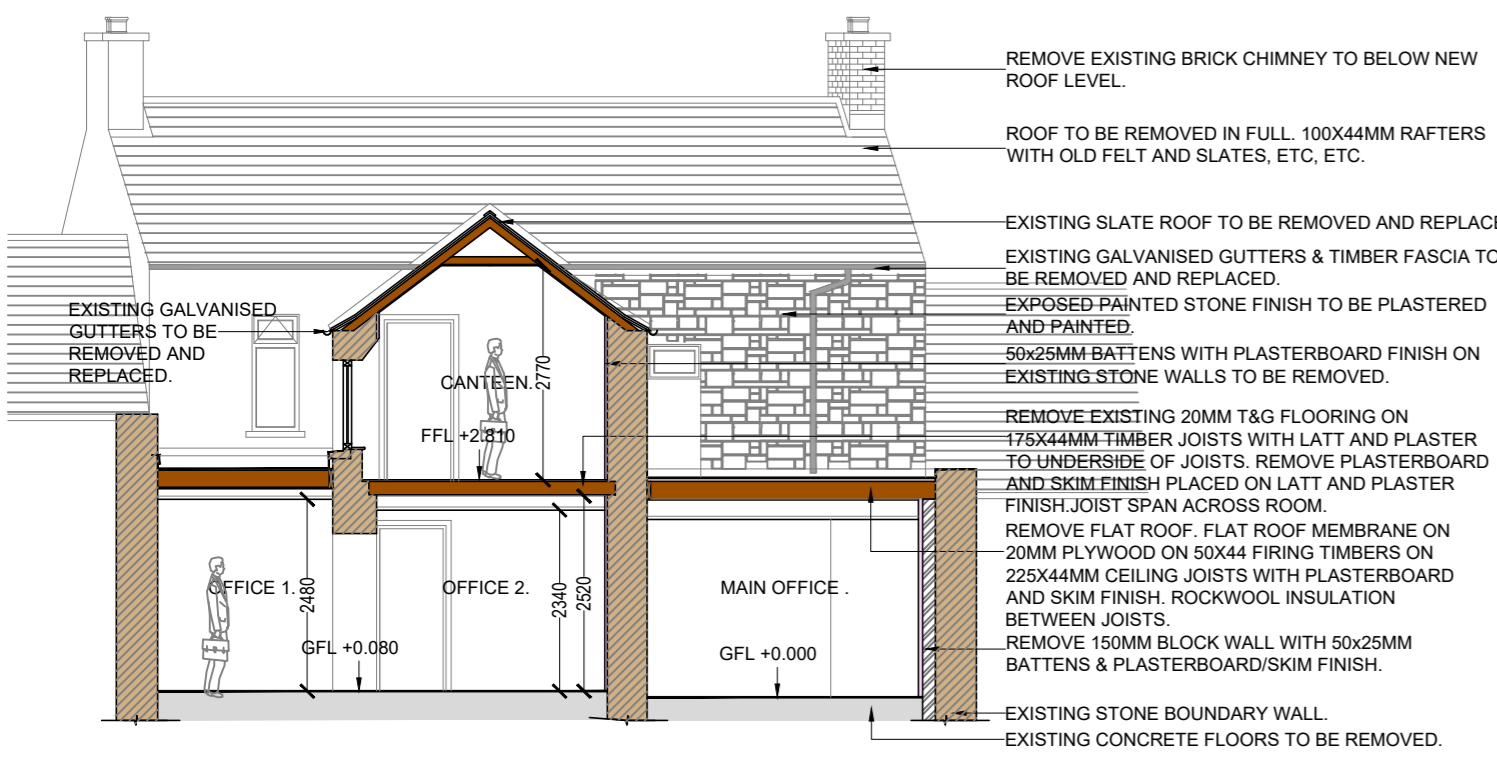 REMOVE EXISTING BRICK CHIMNEY TO BELOW NEW
ROOF LEVEL.
ROOF TO BE REMOVED IN FULL. 100X44MM RAFTERS
WITH OLD FELT AND SLATES, ETC, ETC.
EXISTING SLATE ROOF TO BE REMOVED AND REPLACE
EXISTING GALVANISED GUTTERS & TIMBER FASCIA TO
BE REMOVED AND REPLACED.
EXPOSED PAINTED STONE FINISH TO BE PLASTERED
AND PAINTED.
50x25MM BATTENS WITH PLASTERBOARD FINISH ON
EXISTING STONE WALLS TO BE REMOVED.
REMOVE EXISTING 20MM T&G FLOORING ON
175X44MM TIMBER JOISTS WITH LATT AND PLASTER
TO UNDERSIDE OF JOISTS. REMOVE PLASTERBOARD
AND SKIM FINISH PLACED ON LATT AND PLASTER
FINISH.JOIST SPAN ACROSS ROOM.
REMOVE FLAT ROOF. FLAT ROOF MEMBRANE ON
20MM PLYWOOD ON 50X44 FIRING TIMBERS ON
225X44MM CEILING JOISTS WITH PLASTERBOARD
AND SKIM FINISH. ROCKWOOL INSULATION
BETWEEN JOISTS.
REMOVE 150MM BLOCK WALL WITH 50x25MM
BATTENS & PLASTERBOARD/SKIM FINISH.
EXISTING STONE BOUNDARY WALL.
EXISTING CONCRETE FLOORS TO BE REMOVED.
EXISTING GALVANISED
GUTTERS TO BE
REMOVED AND
REPLACED.
CANTEEN.
2770
FFL +2.810
OFFICE 1.
2480
OFFICE 2.
2340
2520
MAIN OFFICE .
GFL +0.080
GFL +0.000